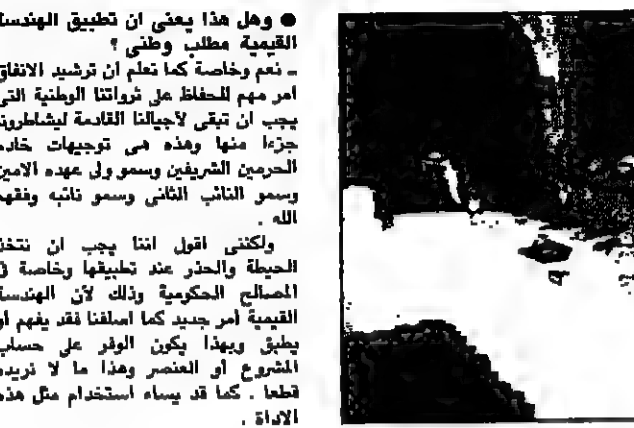 ● وهل هذا يعنى ان تطبيق الهندسة
القيمية مطلب وطنى ؟
ـ نعم وخاصة كما تعلم ان ترشيد الانفاق
امر مهم للحفاظ على ثرواتنا الوطنية التى
يجب ان تبقى لأجيالنا القادمة ليشاطرونا
جزءا منها وهذه هى توجيهات خادم
الحرمين الشريفين وسمو ولى عهده الامين
وسمو النائب الثانى وسمو نائبه وفقهم
الله .
ولكننى اقول اننا يجب ان نتخذ
الحيطة والحذر عند تطبيقها وخاصة فى
المصالح الحكومية وذلك لأن الهندسة
القيمية أمر جديد كما اسلفنا فقد يفهم أو
يطبق وبهذا يكون الوفر على حساب
المشروع أو العنصر وهذا ما لا نريده
قطعا . كما قد يساء استخدام مثل هذه
الاداة .